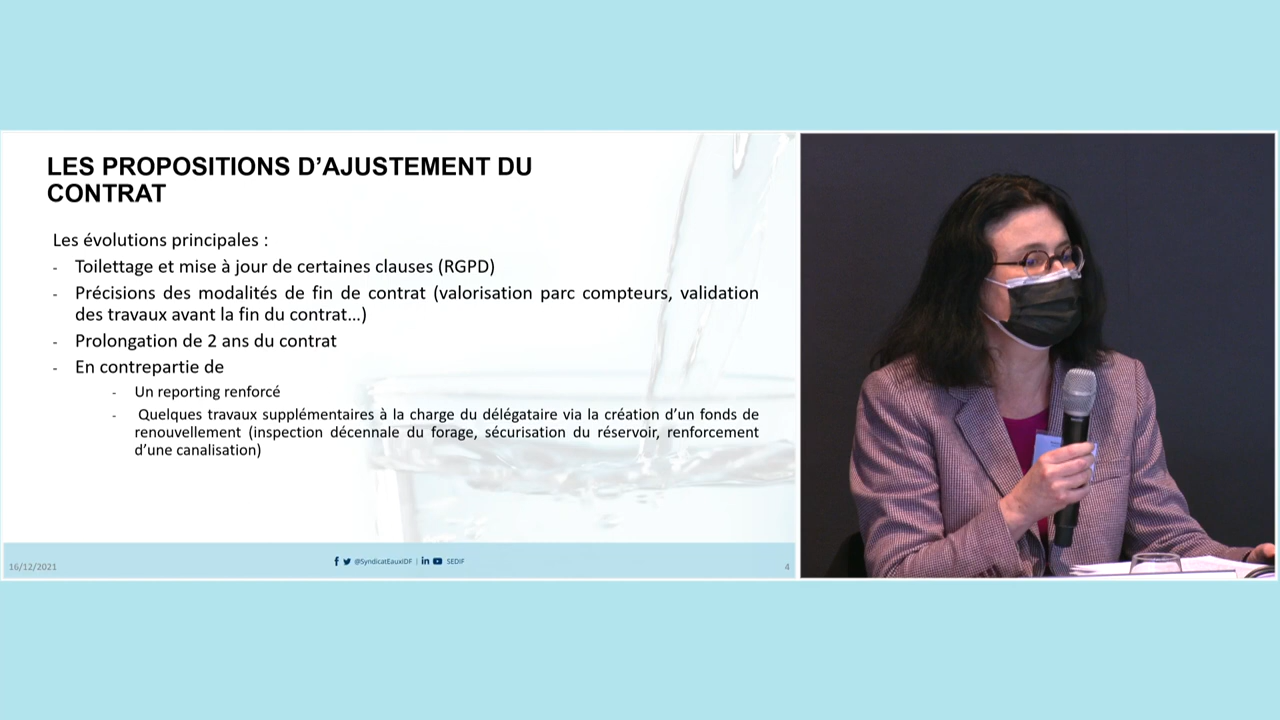 LES PROPOSITIONS D’AJUSTEMENT DU
CONTRAT
Les évolutions principales :
- Toilettage et mise à jour de certaines clauses (RGPD)
- Précisions des modalités de fin de contrat (valorisation parc compteurs, validation
des travaux avant la fin du contrat…)
- Prolongation de 2 ans du contrat
- En contrepartie de
- Un reporting renforcé
- Quelques travaux supplémentaires à la charge du délégataire via la création d’un fonds de
renouvellement (inspection décennale du forage, sécurisation du réservoir, renforcement
d’une canalisation)
16/12/2021
@SyndicatEauxIDF | SEDIF
4